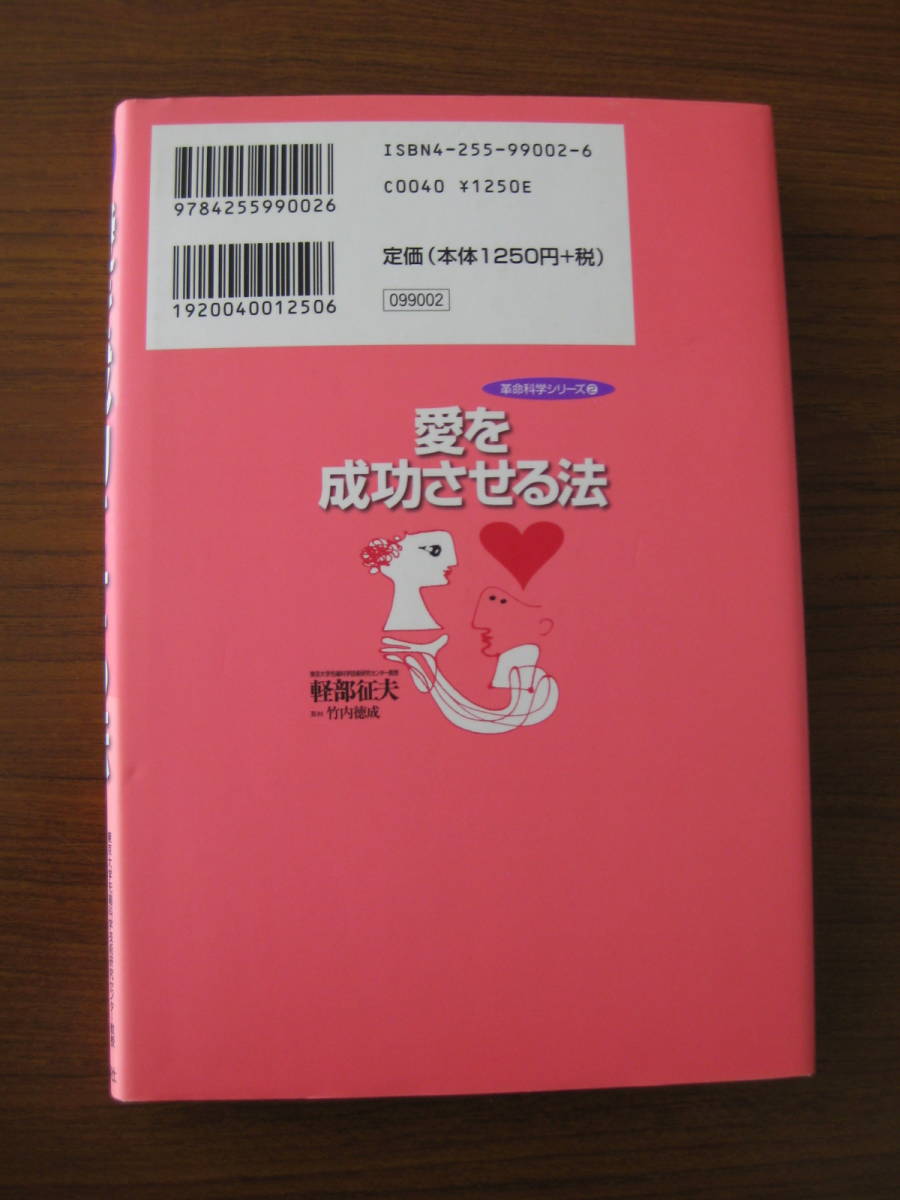 ISBN4-255-99002-6
C0040 ¥1250E
9784255990026
定価(本体1250円+税)
1920040012506
099002
革命科学シリーズ②
愛を
成功させる法
軽部征夫
竹内徳成